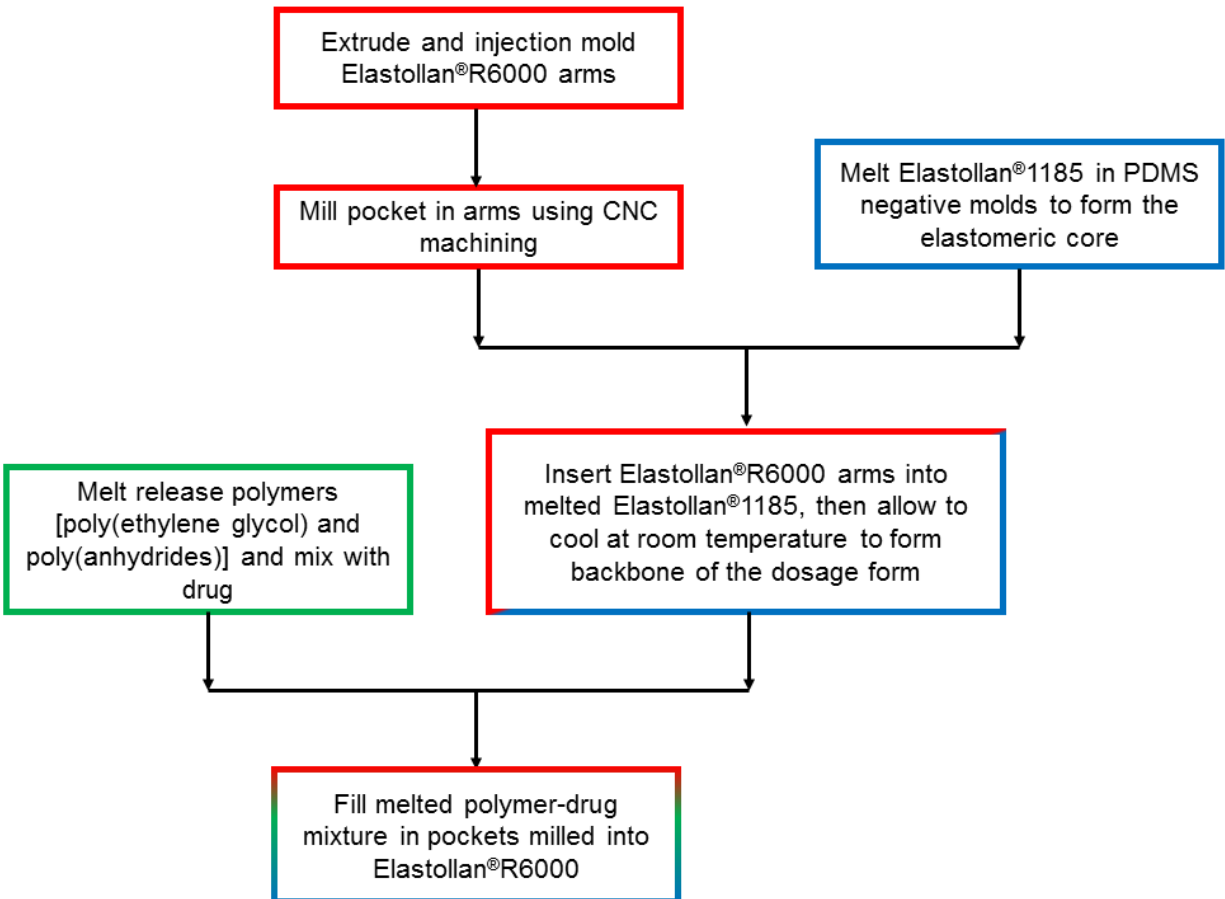 Extrude and injection mold
Elastollan®R6000 arms
Mill pocket in arms using CNC
machining
Melt Elastollan®1185 in PDMS
negative molds to form the
elastomeric core
Insert Elastollan®R6000 arms into
melted Elastollan®1185, then allow to
cool at room temperature to form
backbone of the dosage form
Melt release polymers
[poly(ethylene glycol) and
poly(anhydrides)] and mix with
drug
Fill melted polymer-drug
mixture in pockets milled into
Elastollan®R6000